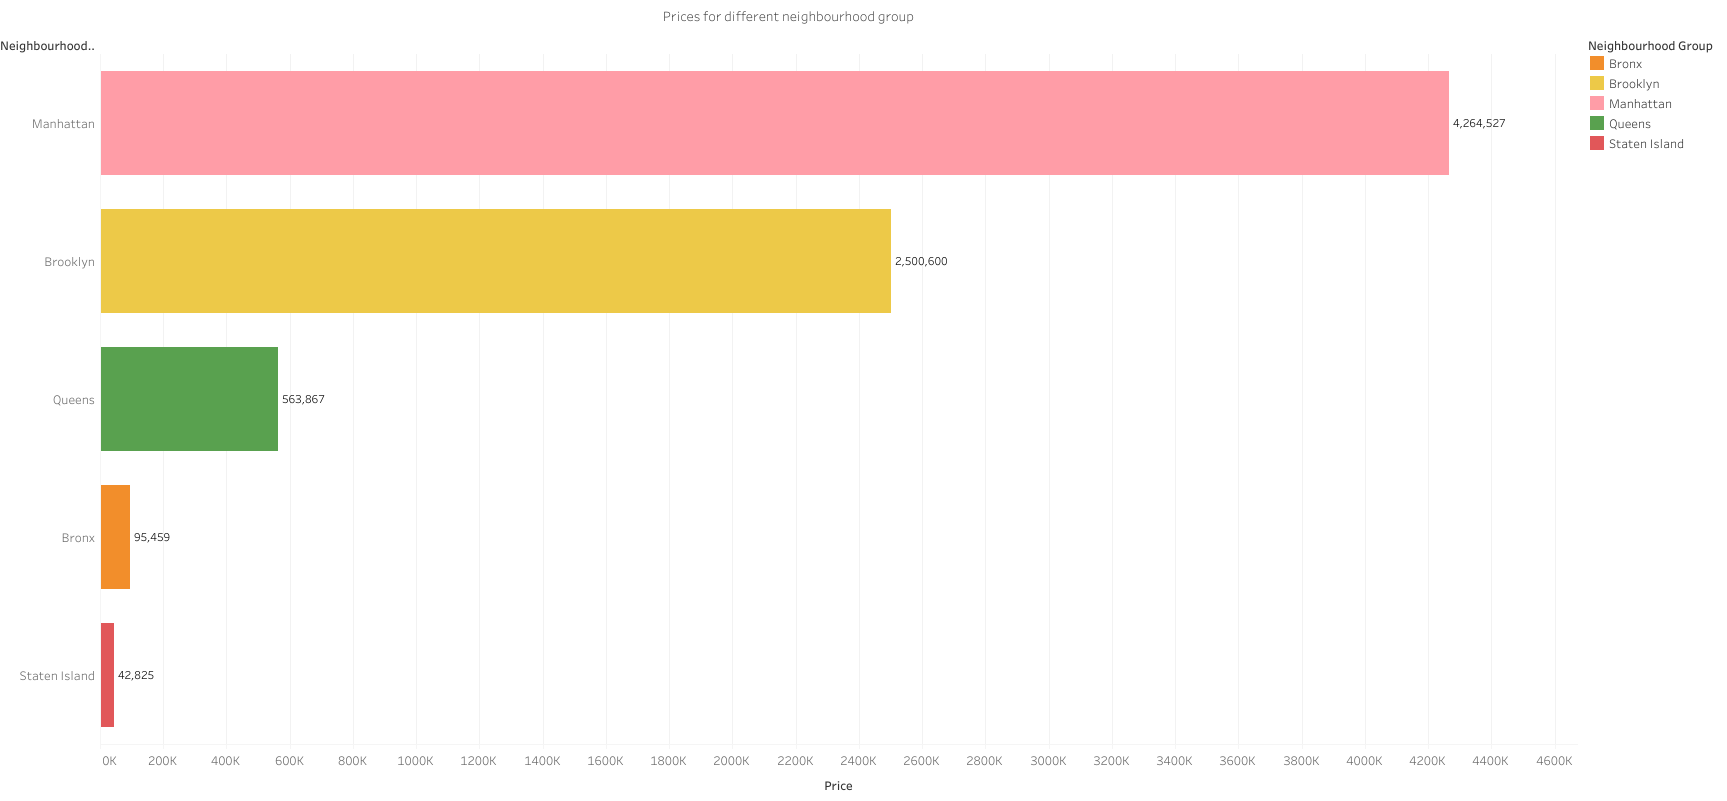 Prices for different neighbourhood group
Neighbourhood..
Manhattan
4,264,527
Brooklyn
2,500,600
Queens
563,867
Bronx
95,459
Staten Island
42,825
0K 200K 400K 600K 800K 1000K 1200K 1400K 1600K 1800K 2000K 2200K 2400K 2600K 2800K 3000K 3200K 3400K 3600K 3800K 4000K 4200K 4400K 4600K
Price
Neighbourhood Group
Bronx
Brooklyn
Manhattan
Queens
Staten Island